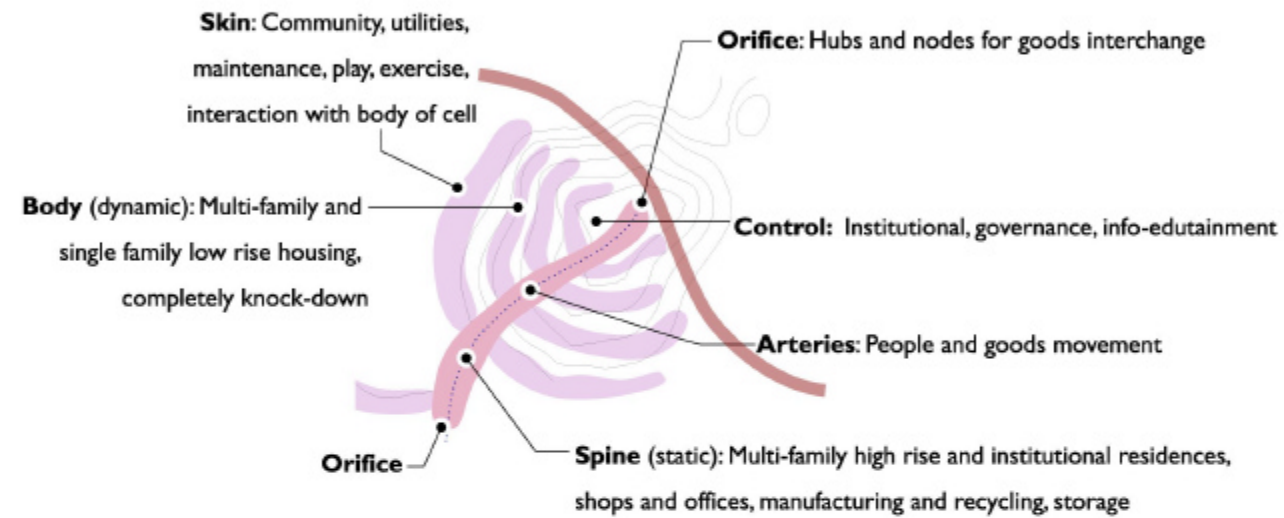 Skin: Community, utilities,
maintenance, play, exercise,
interaction with body of cell
Orifice: Hubs and nodes for goods interchange
Body (dynamic): Multi-family and
single family low rise housing,
completely knock-down
Control: Institutional, governance, info-edutainment
Arteries: People and goods movement
Orifice
Spine (static): Multi-family high rise and institutional residences,
shops and offices, manufacturing and recycling, storage